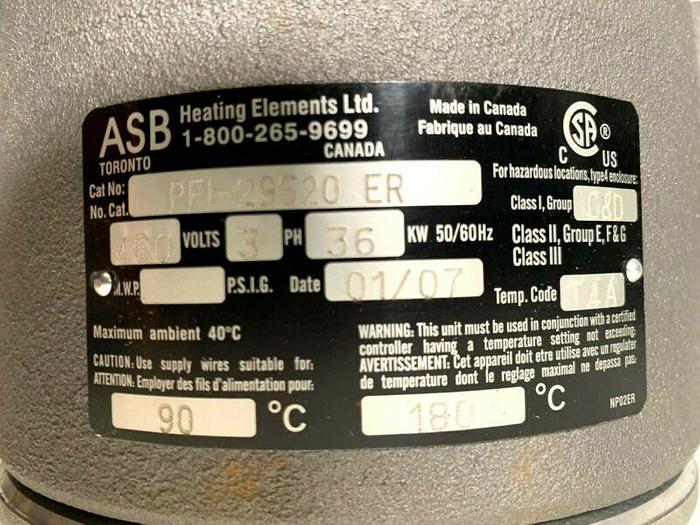 ASB Heating Elements Ltd.
1-800-265-9699
TORONTO CANADA
Made in Canada
Fabrique au Canada
CSA ®
C US
Cat No: PFI-29520 ER
No. Cat.
460 VOLTS 3 PH 36 KW 50/60Hz
M.W.P. P.S.I.G. Date 01/07
For hazardous locations, type4 enclosure:
Class I, Group C&D
Class II, Group E, F & G
Class III
Temp. Code T4A
Maximum ambient 40°C
CAUTION: Use supply wires suitable for:
ATTENTION: Employer des fils d'alimentation pour:
90 °C
WARNING: This unit must be used in conjunction with a certified
controller having a temperature setting not exceeding:
AVERTISSEMENT: Cet appareil doit etre utilise avec un regulater
de temperature dont le reglage maximal ne depasse pas:
180 °C
NP02ER